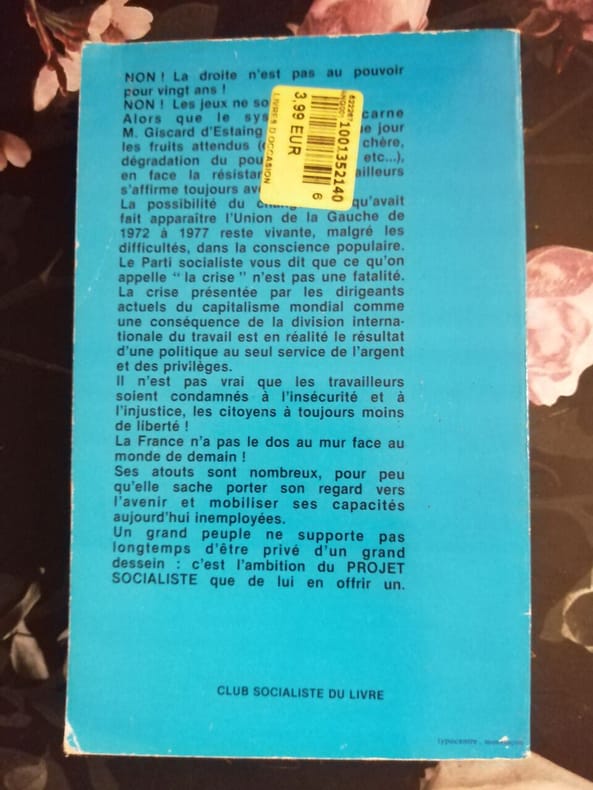 NON ! La droite n'est pas au pouvoir
pour vingt ans !
NON ! Les jeux ne so
Alors que le sys carne
M. Giscard d'Estaing ue jour
les fruits attendus ( chère,
dégradation du pou etc...),
en face la résistan ailleurs
s'affirme toujours ave
La possibilité du chang qu'avait
fait apparaître l'Union de la Gauche de
1972 à 1977 reste vivante, malgré les
difficultés, dans la conscience populaire.
Le Parti socialiste vous dit que ce qu'on
appelle " la crise " n'est pas une fatalité.
La crise présentée par les dirigeants
actuels du capitalisme mondial comme
une conséquence de la division interna-
tionale du travail est en réalité le résultat
d'une politique au seul service de l'argent
et des privilèges.
Il n'est pas vrai que les travailleurs
soient condamnés à l'insécurité et à
l'injustice, les citoyens à toujours moins
de liberté !
La France n'a pas le dos au mur face au
monde de demain !
Ses atouts sont nombreux, pour peu
qu'elle sache porter son regard vers
l'avenir et mobiliser ses capacités
aujourd'hui inemployées.
Un grand peuple ne supporte pas
longtemps d'être privé d'un grand
dessein : c'est l'ambition du PROJET
SOCIALISTE que de lui en offrir un.
1001352140
6
3,99 EUR
LIVRES D'OCCASION
CLUB SOCIALISTE DU LIVRE
typocentre.